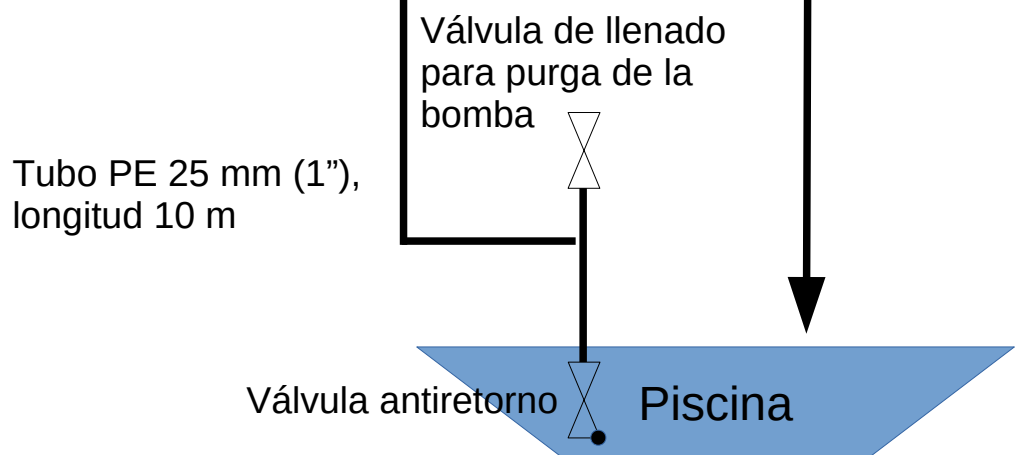 Válvula de llenado
para purga de la
bomba
Tubo PE 25 mm (1”),
longitud 10 m
Válvula antiretorno
Piscina